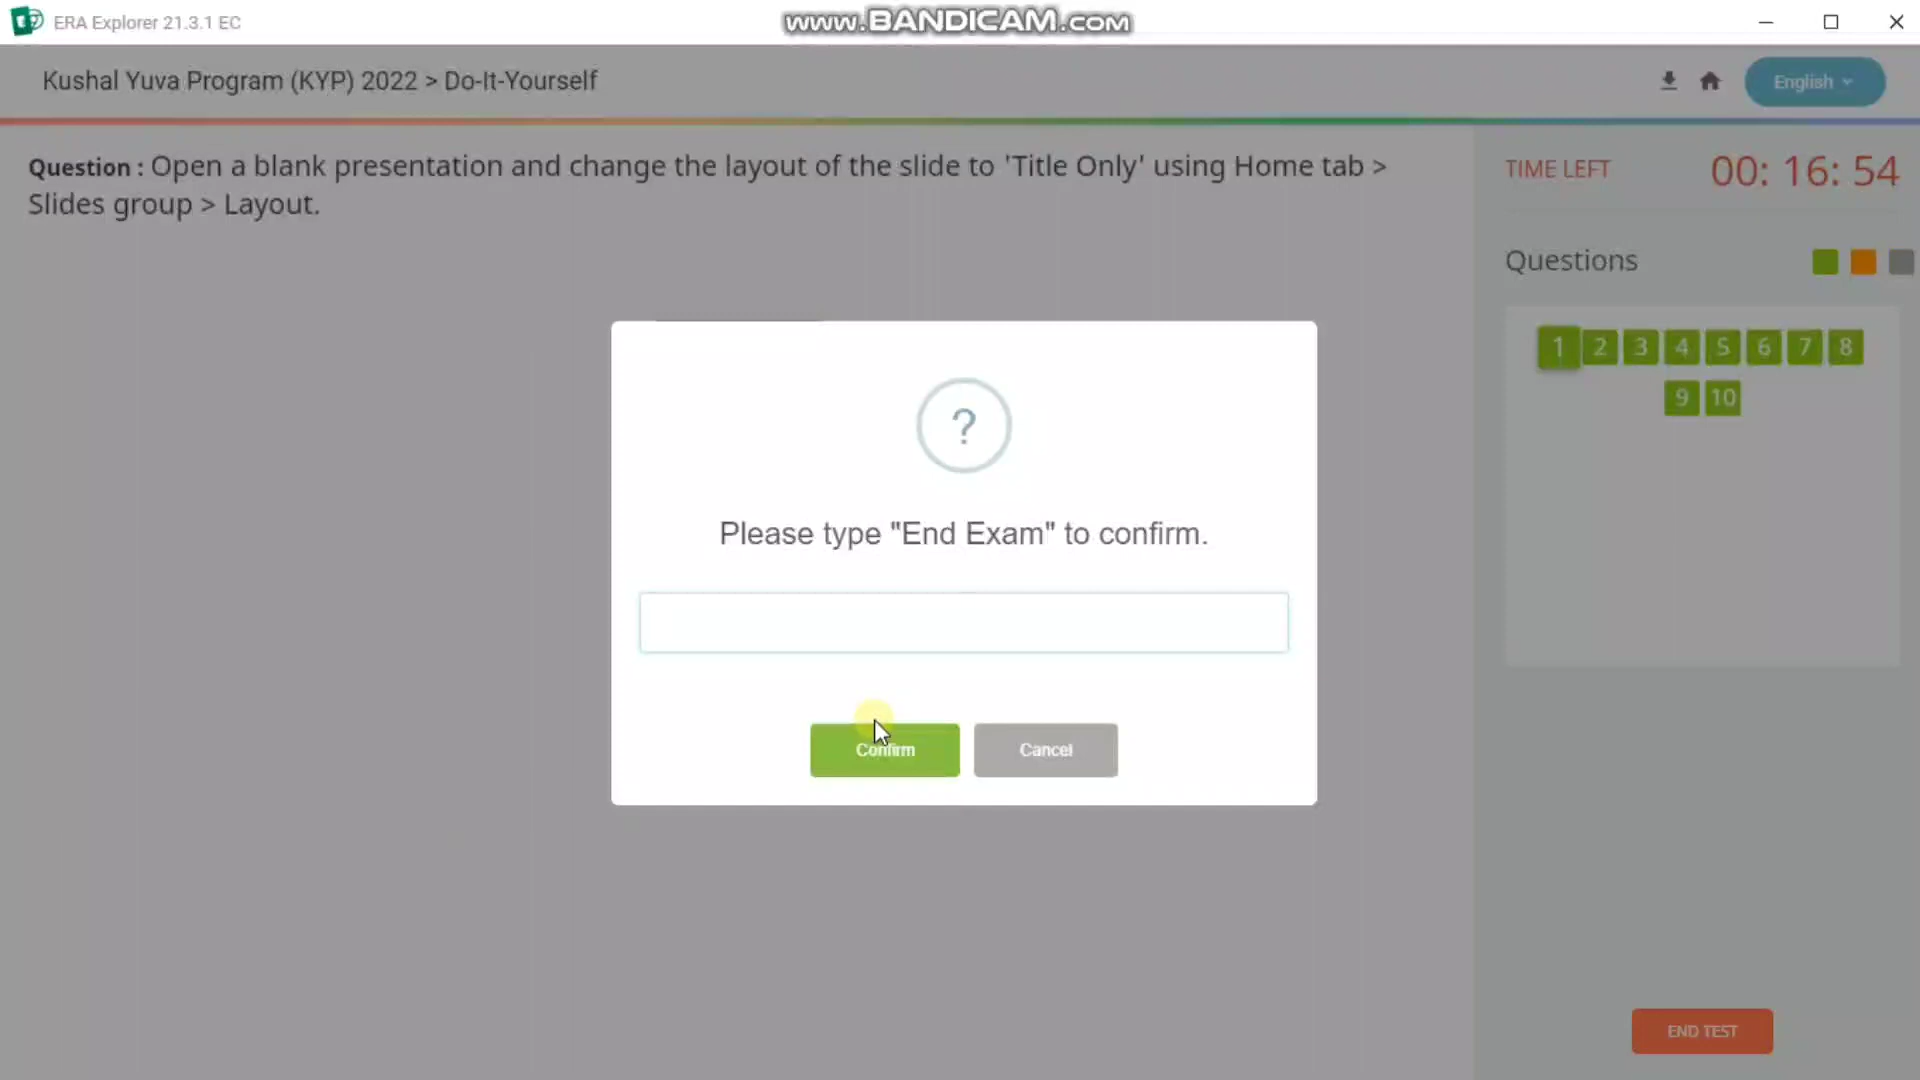 ERA Explorer 21.3.1 EC
www.BANDICAM.com
Kushal Yuva Program (KYP) 2022 > Do-It-Yourself
English
Question : Open a blank presentation and change the layout of the slide to 'Title Only' using Home tab >
Slides group > Layout.
TIME LEFT
00: 16: 54
Questions
1 2 3 4 5 6 7 8
9 10
?
Please type "End Exam" to confirm.
Confirm
Cancel
END TEST